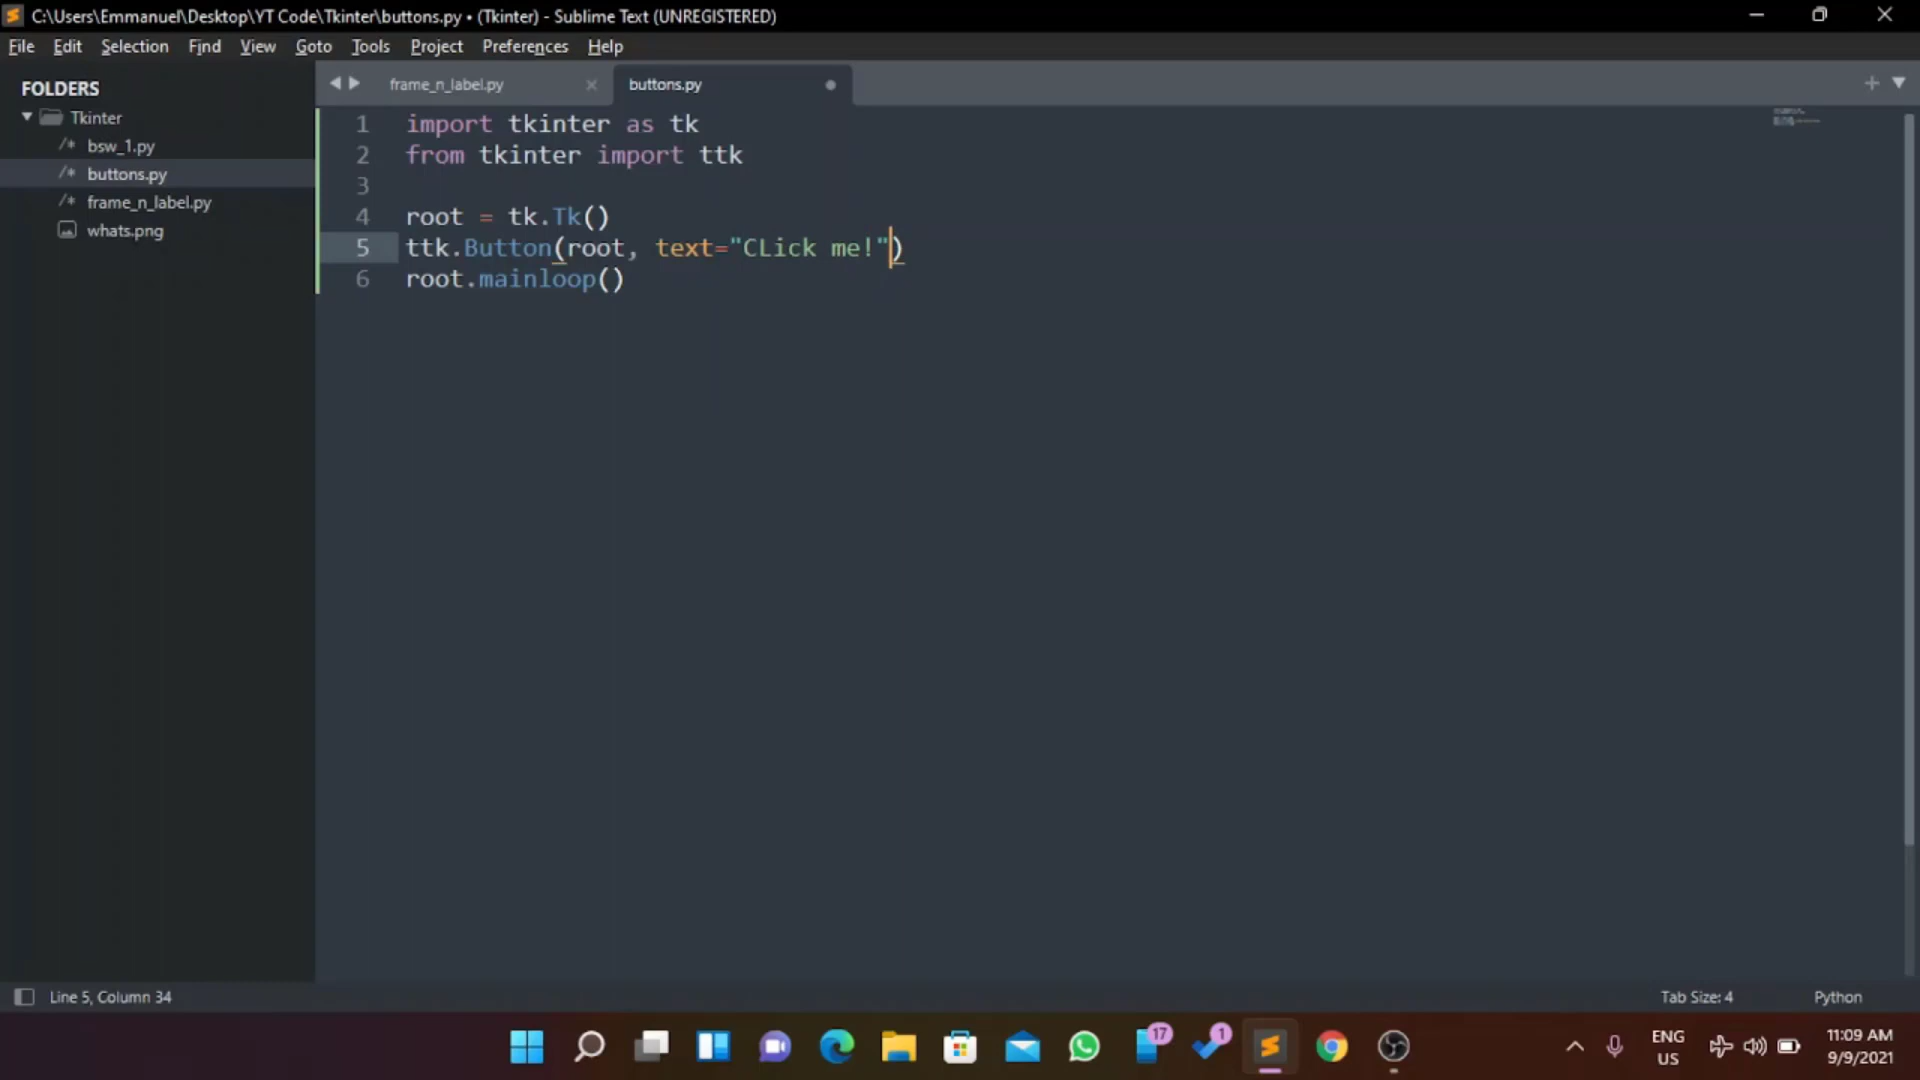 C:\Users\Emmanuel\Desktop\YT Code\Tkinter\buttons.py • (Tkinter) - Sublime Text (UNREGISTERED)
File Edit Selection Find View Goto Tools Project Preferences Help
FOLDERS
Tkinter
/* bsw_1.py
/* buttons.py
/* frame_n_label.py
whats.png
frame_n_label.py
buttons.py
1 import tkinter as tk
2 from tkinter import ttk
3
4 root = tk.Tk()
5 ttk.Button(root, text="CLick me!")
6 root.mainloop()
Line 5, Column 34
Tab Size: 4
Python
17
1
ENG
US
11:09 AM
9/9/2021